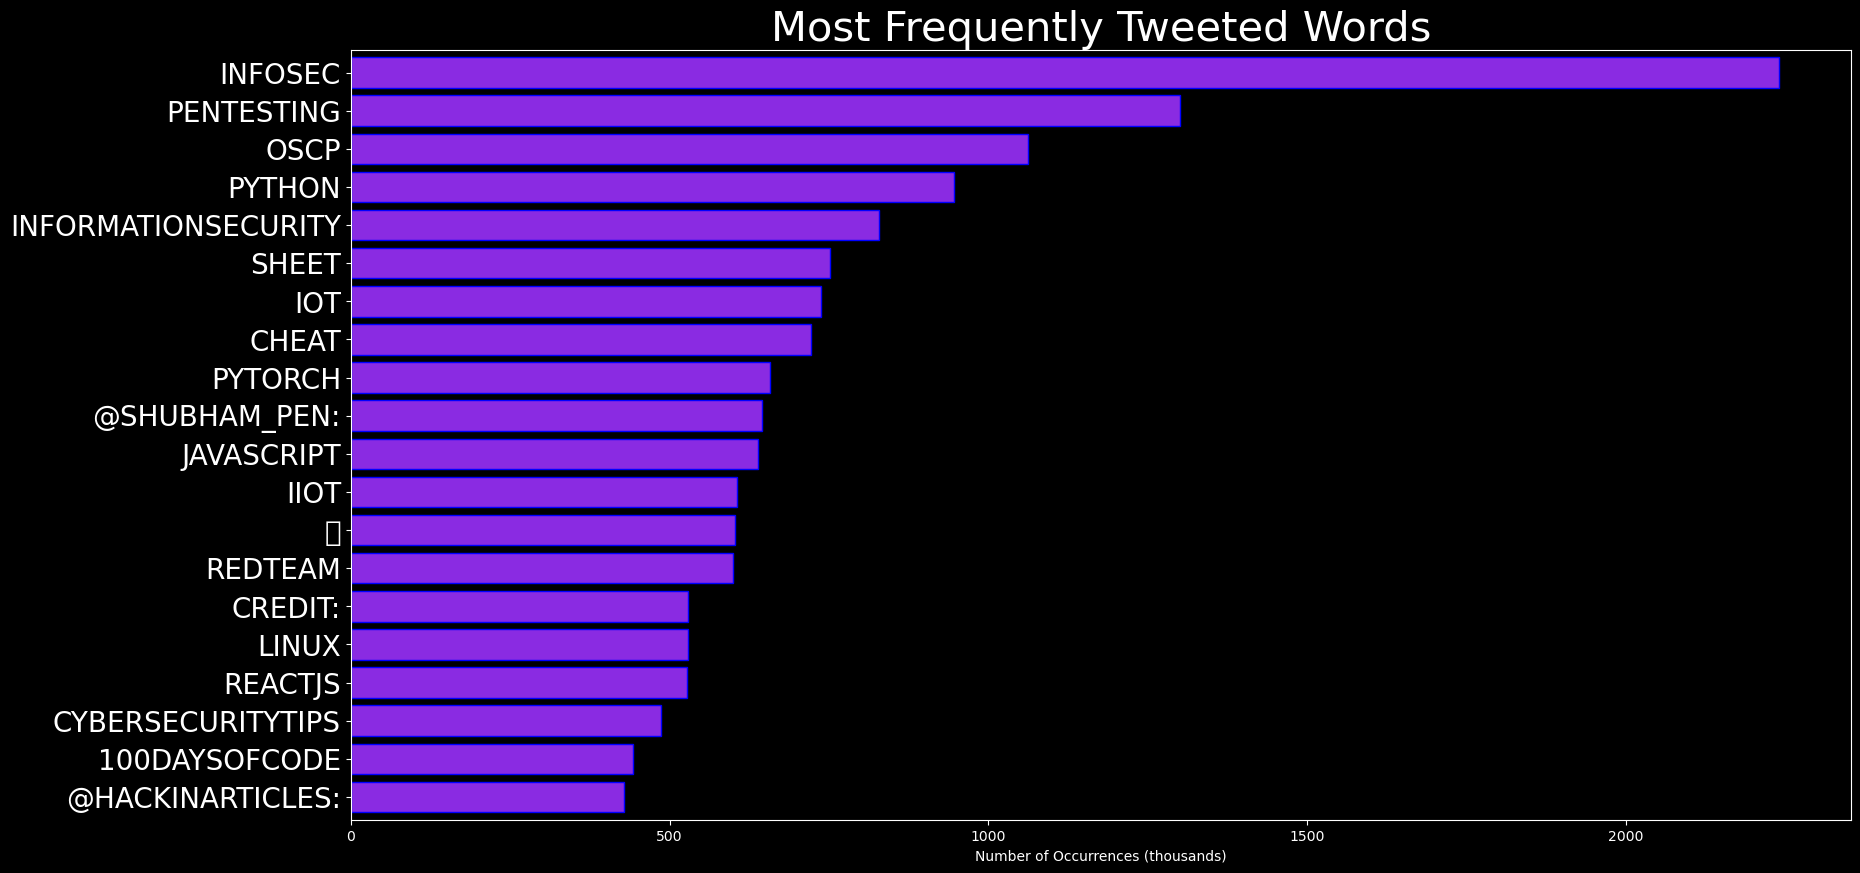 Most Frequently Tweeted Words
INFOSEC
PENTESTING
OSCP
PYTHON
INFORMATIONSECURITY
SHEET
IOT
CHEAT
PYTORCH
@SHUBHAM_PEN:
JAVASCRIPT
IIOT
REDTEAM
CREDIT:
LINUX
REACTJS
CYBERSECURITYTIPS
100DAYSOFCODE
@HACKINARTICLES:
0 500 1000 1500 2000
Number of Occurrences (thousands)